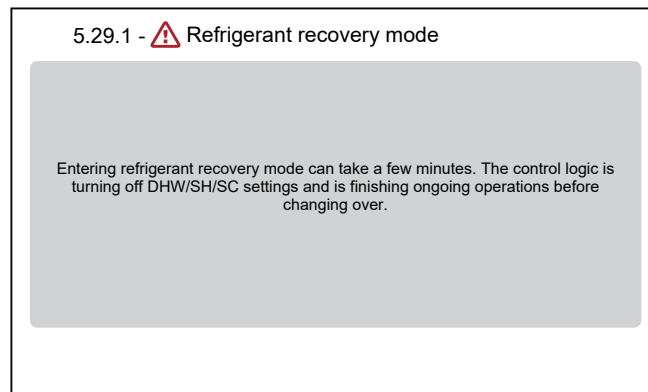 5.29.1 - Refrigerant recovery mode
Entering refrigerant recovery mode can take a few minutes. The control logic is
turning off DHW/SH/SC settings and is finishing ongoing operations before
changing over.